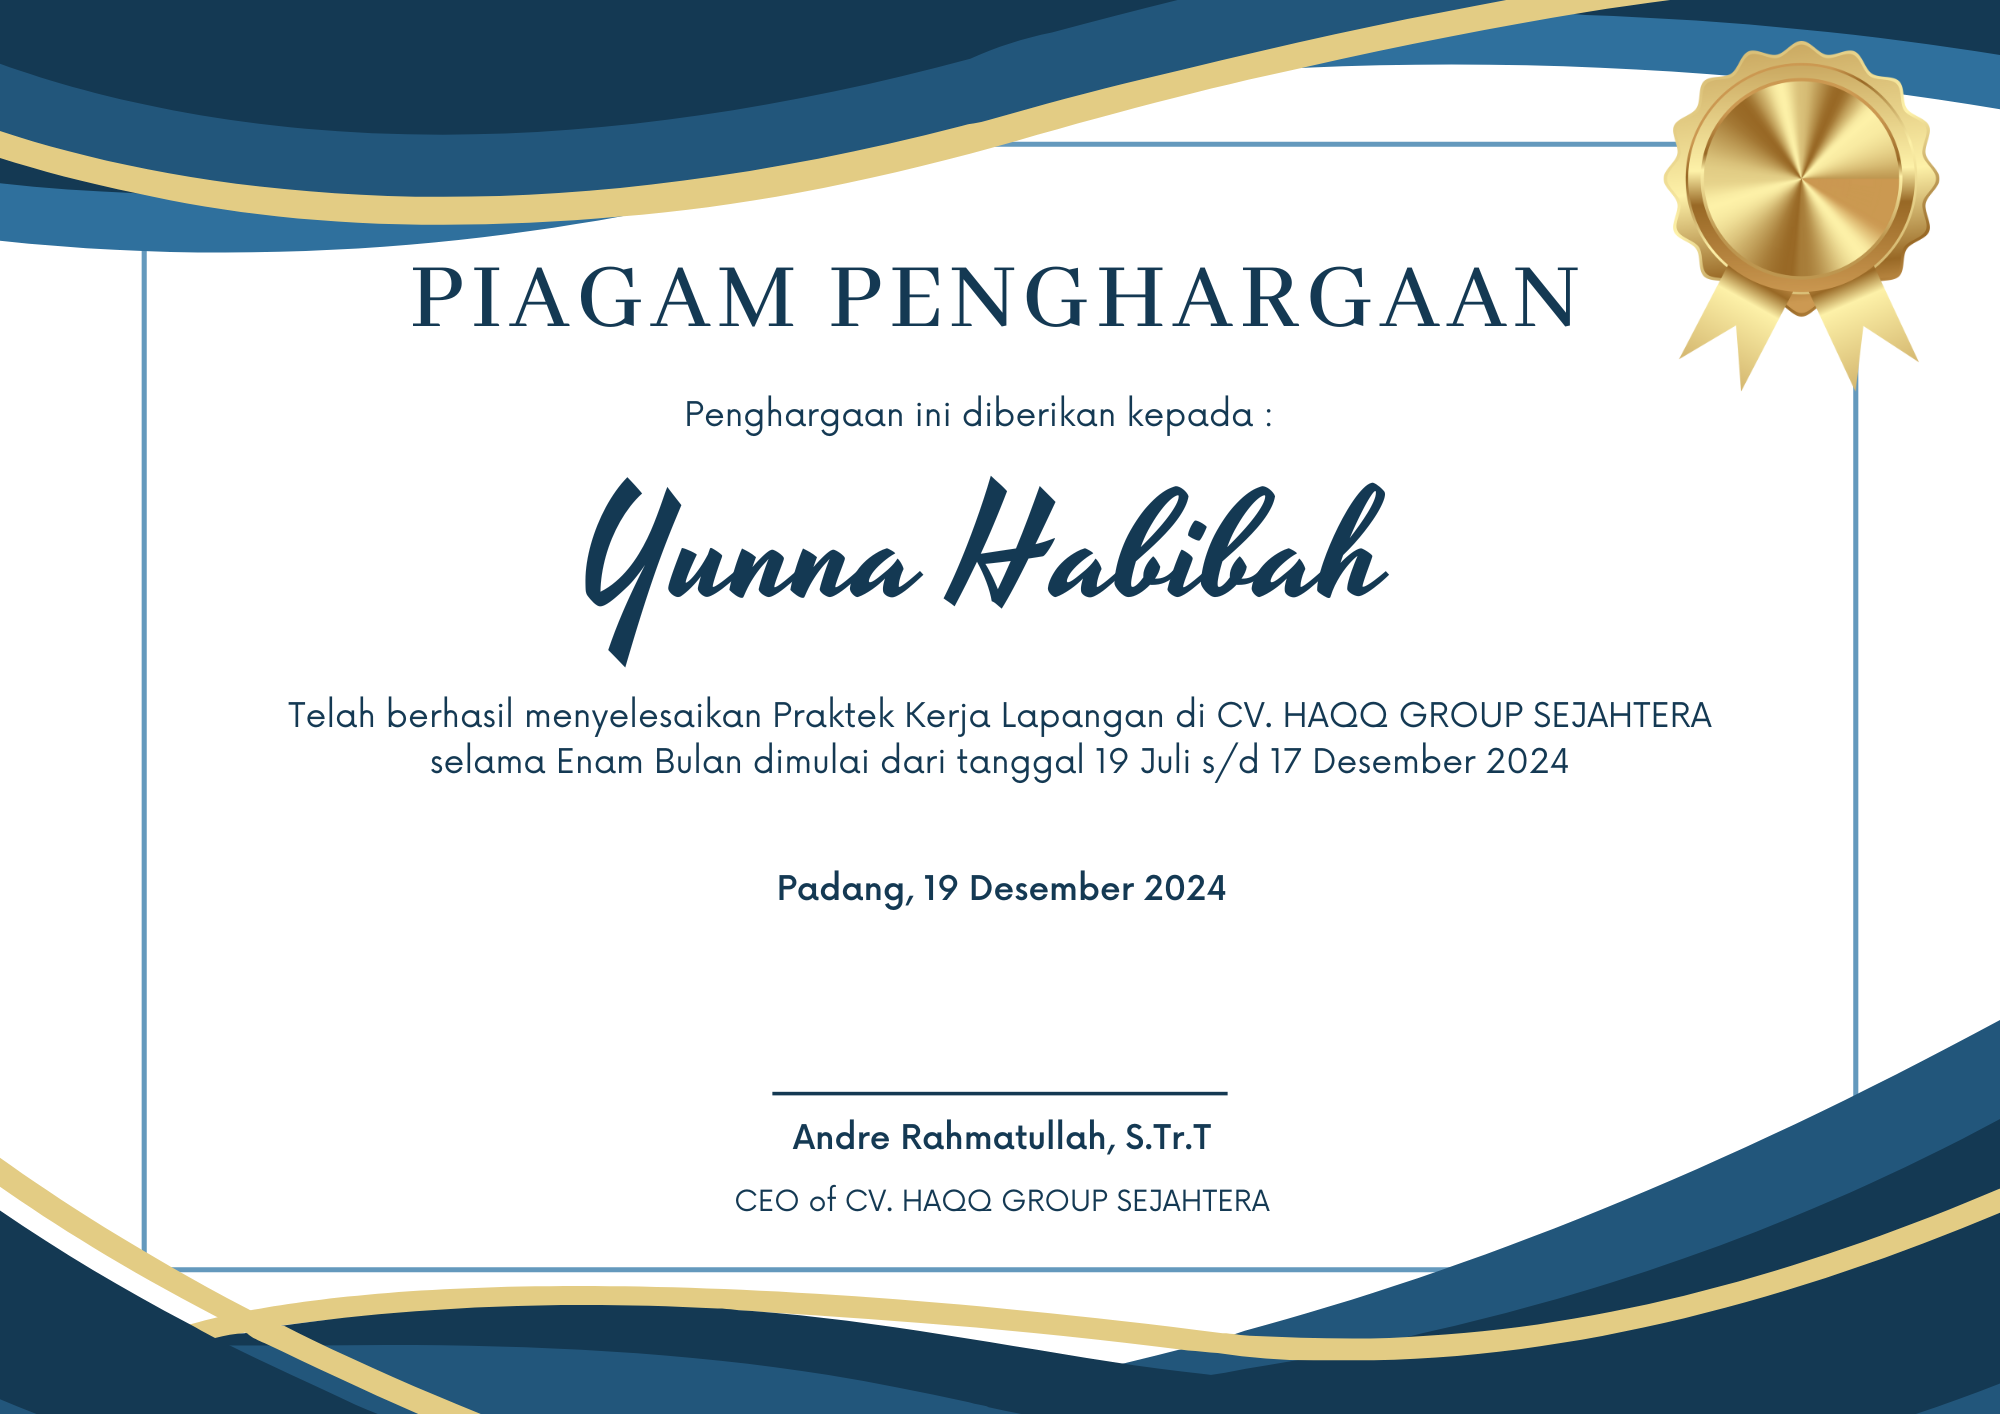 PIAGAM PENGHARGAAN
Penghargaan ini diberikan kepada :
Yunna Habibah
Telah berhasil menyelesaikan Praktek Kerja Lapangan di CV. HAQQ GROUP SEJAHTERA
selama Enam Bulan dimulai dari tanggal 19 Juli s/d 17 Desember 2024
Padang, 19 Desember 2024
Andre Rahmatullah, S.Tr.T
CEO of CV. HAQQ GROUP SEJAHTERA